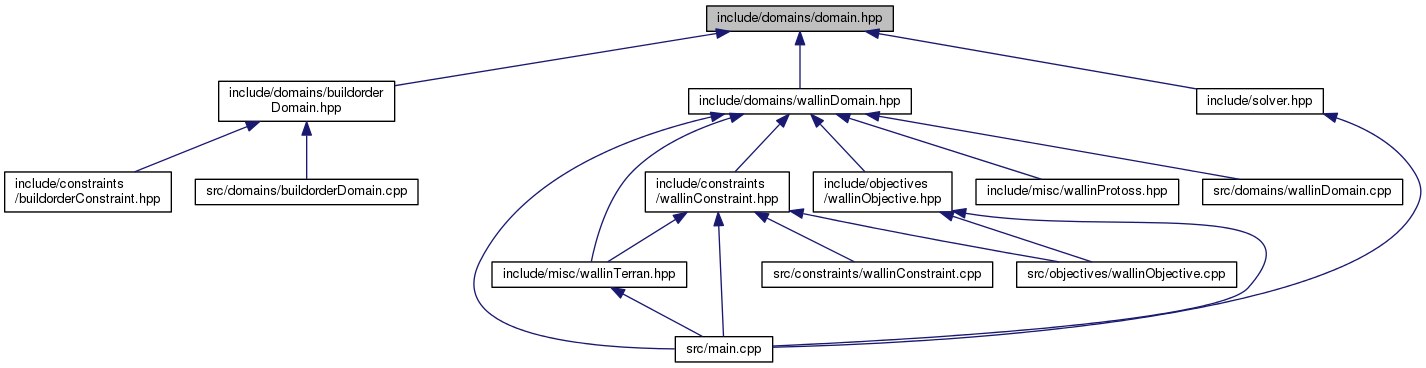 include/domains/domain.hpp
include/domains/buildorder
Domain.hpp
include/domains/wallinDomain.hpp
include/solver.hpp
include/constraints
/buildorderConstraint.hpp
src/domains/buildorderDomain.cpp
include/constraints
/wallinConstraint.hpp
include/objectives
/wallinObjective.hpp
include/misc/wallinProtoss.hpp
src/domains/wallinDomain.cpp
include/misc/wallinTerran.hpp
src/constraints/wallinConstraint.cpp
src/objectives/wallinObjective.cpp
src/main.cpp